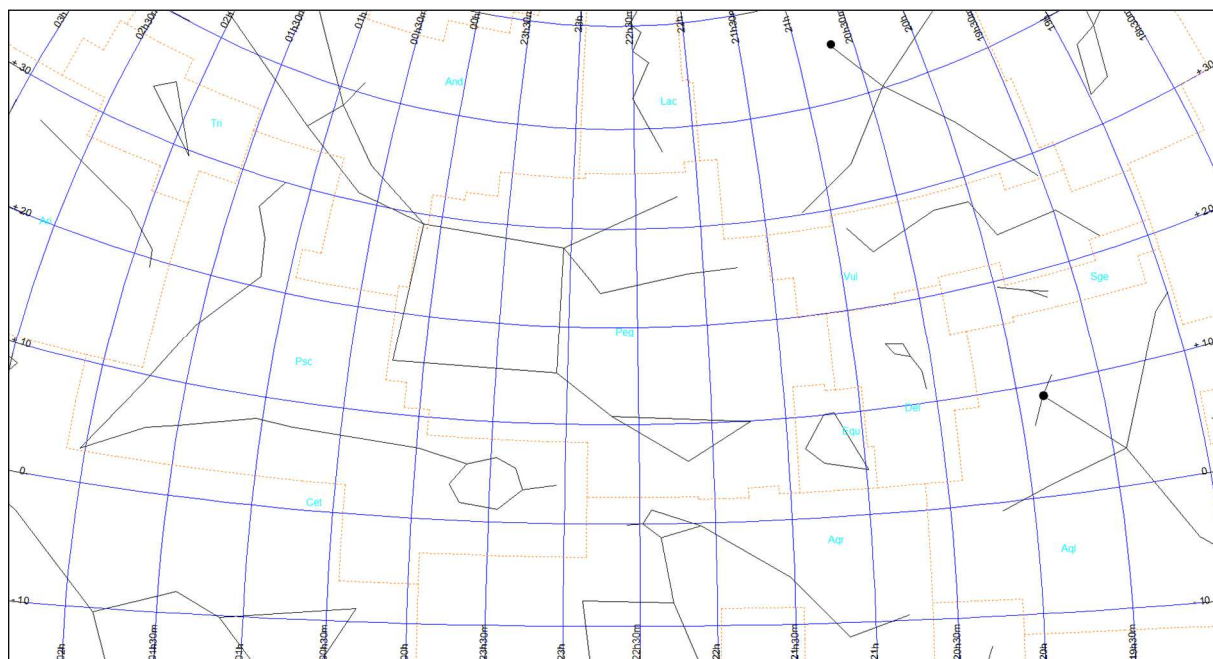 03h
02h30m
02h
01h30m
01h
00h30m
00h
23h30m
23h
22h30m
22h
21h30m
21h
20h30m
20h
19h30m
19h
18h30m
+ 30
+ 30
And
Lac
Tri
+ 20
Ari
+ 20
Vul
Sge
Peg
+ 10
+ 10
Psc
Del
Equ
0
0
Cet
Aqr
Aql
- 10
- 10
02h
01h30m
01h
00h30m
00h
23h30m
23h
22h30m
22h
21h30m
21h
20h30m
20h
19h30m